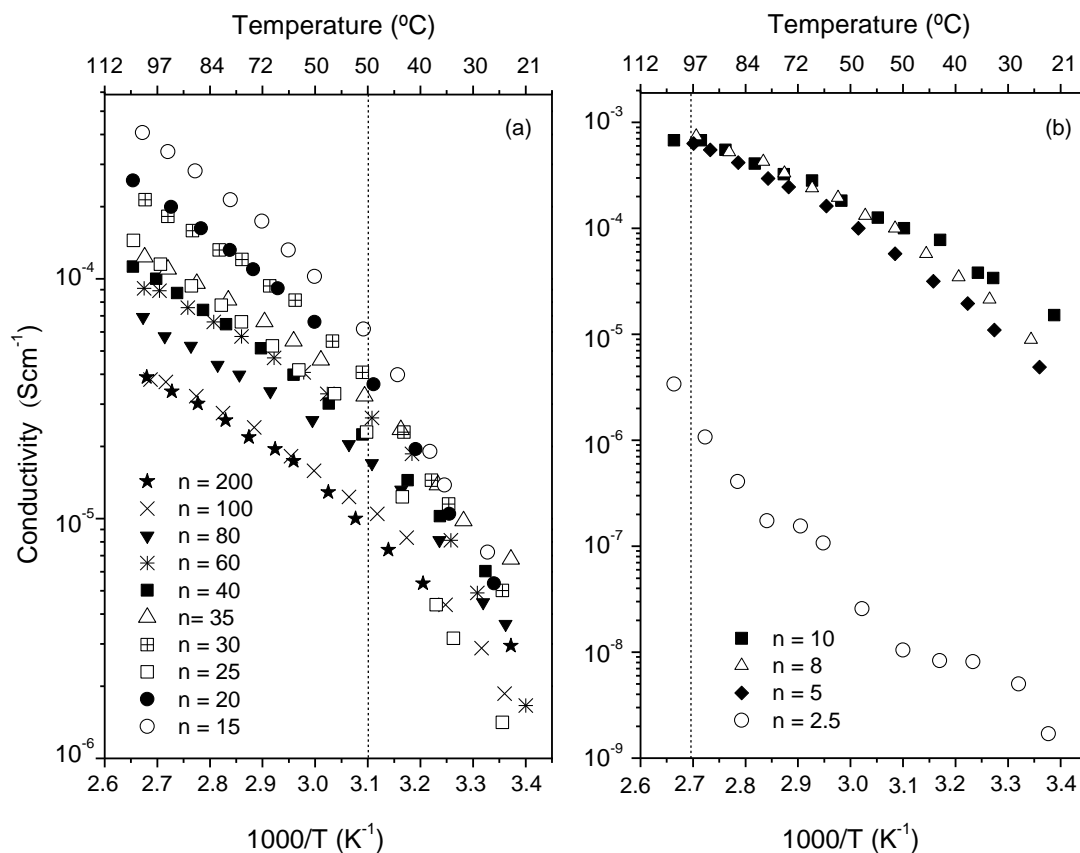 Temperature (ºC)
112 97 84 72 50 50 40 34 24 21
(a)
10^-4
10^-5
10^-6
Conductivity (Scm^-1)
n = 200
n = 100
n = 80
n = 60
n = 40
n= 35
n = 30
n = 25
n = 20
n = 15
2.6 2.7 2.8 2.9 3.0 3.1 3.2 3.3 3.4
1000/T (K^-1)
Temperature (ºC)
112 97 84 72 50 50 40 34 24 21
(b)
10^-3
10^-4
10^-5
10^-6
10^-7
10^-8
10^-9
n = 10
n = 8
n = 5
n = 2.5
2.6 2.7 2.8 2.9 3.0 3.1 3.2 3.3 3.4
1000/T (K^-1)